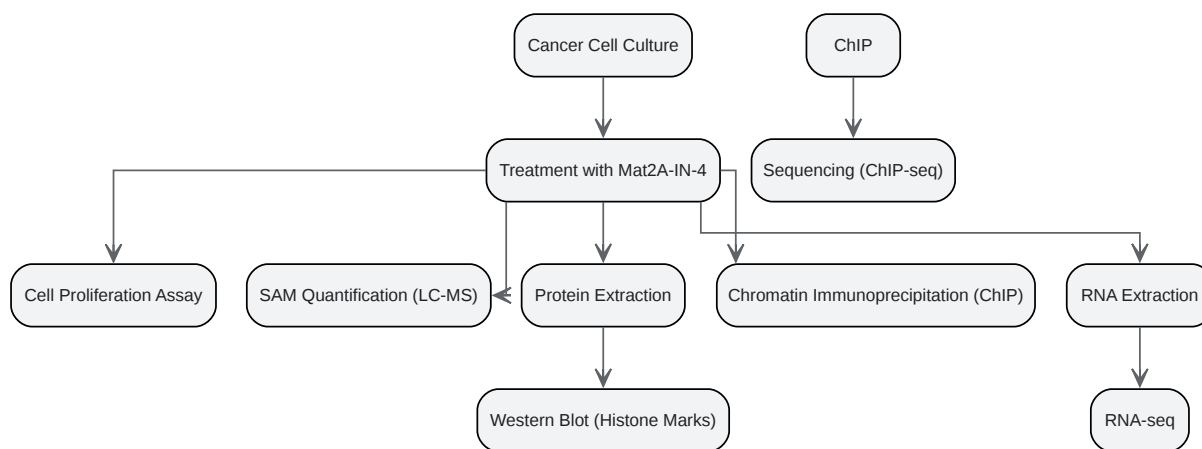 Cancer Cell Culture
ChIP
Treatment with Mat2A-IN-4
Sequencing (ChIP-seq)
Cell Proliferation Assay
SAM Quantification (LC-MS)
Protein Extraction
Chromatin Immunoprecipitation (ChIP)
RNA Extraction
Western Blot (Histone Marks)
RNA-seq